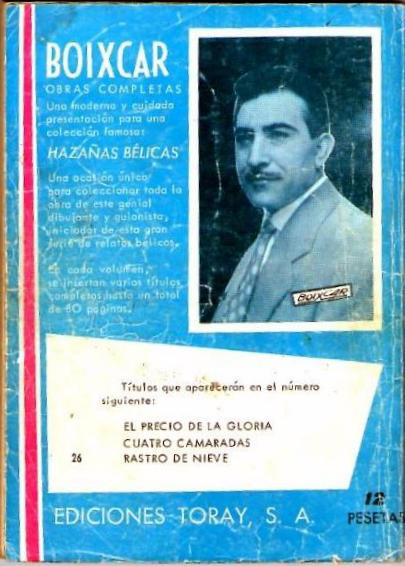 BOIXCAR
OBRAS COMPLETAS
Una moderna y cuidada
presentación para una
colección famosa:
HAZAÑAS BÉLICAS
Una ocasión única
para coleccionar toda la
obra de este genial
dibujante y guionista,
iniciador de esta gran
serie de relatos bélicos.
En cada volumen,
se insertan varios títulos
completos hasta un total
de 80 páginas.
BOIXCAR
Títulos que aparecerán en el número
siguiente:
EL PRECIO DE LA GLORIA
CUATRO CAMARADAS
26 RASTRO DE NIEVE
EDICIONES TORAY, S. A.
12
PESETAS